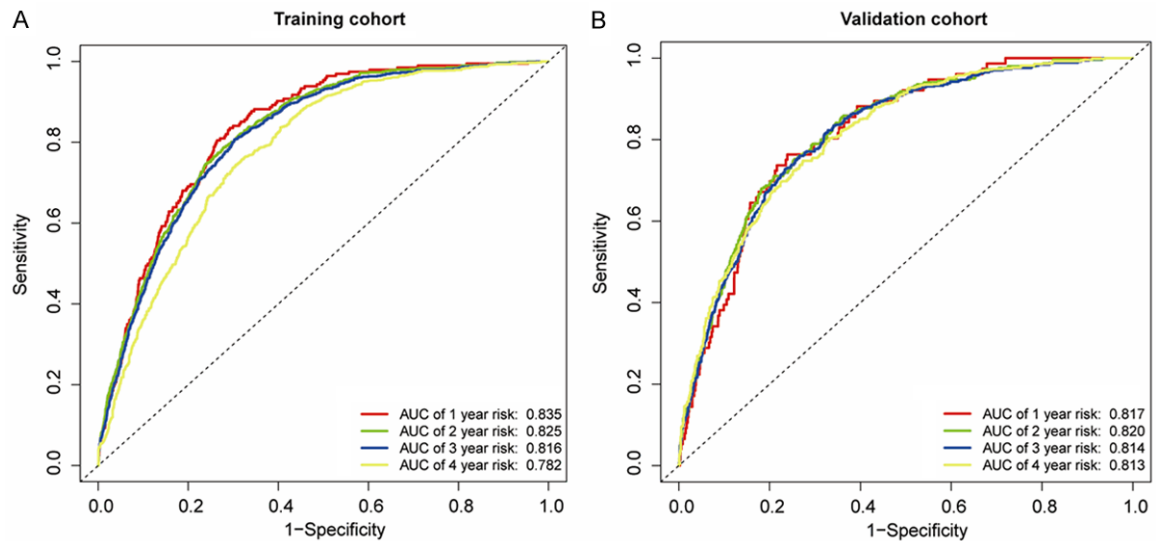 A
Training cohort
Sensitivity
1.0
0.8
0.6
0.4
0.2
0.0
AUC of 1 year risk: 0.835
AUC of 2 year risk: 0.825
AUC of 3 year risk: 0.816
AUC of 4 year risk: 0.782
0.0 0.2 0.4 0.6 0.8 1.0
1−Specificity
B
Validation cohort
Sensitivity
1.0
0.8
0.6
0.4
0.2
0.0
AUC of 1 year risk: 0.817
AUC of 2 year risk: 0.820
AUC of 3 year risk: 0.814
AUC of 4 year risk: 0.813
0.0 0.2 0.4 0.6 0.8 1.0
1−Specificity